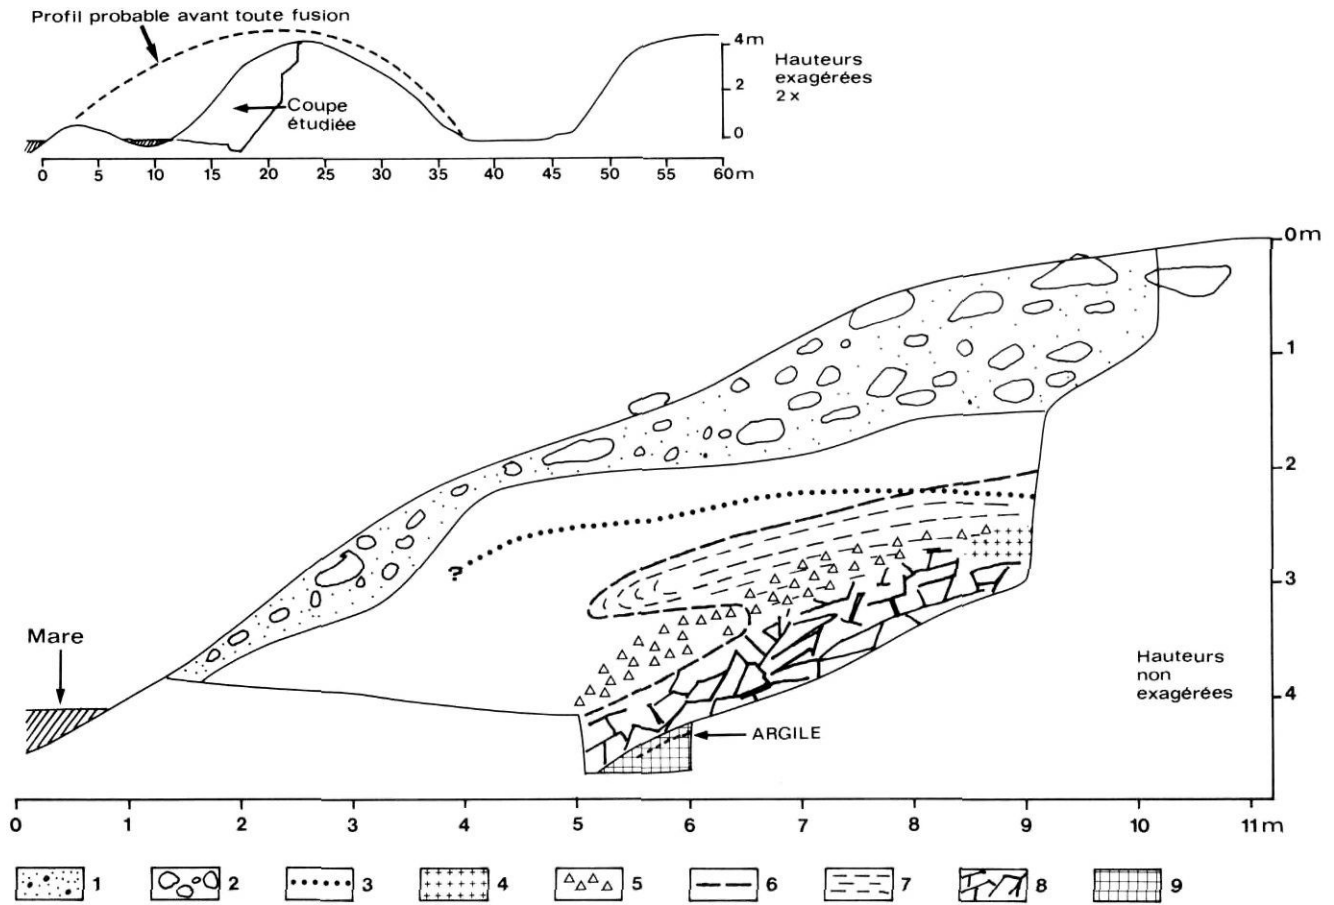 Profil probable avant toute fusion
Coupe
étudiée
4m
2
0
Hauteurs
exagérées
2 x
0 5 10 15 20 25 30 35 40 45 50 55 60m
0m
1
2
3
4
?
Mare
Hauteurs
non
exagérées
ARGILE
0 1 2 3 4 5 6 7 8 9 10 11m
1 2 3 4 5 6 7 8 9